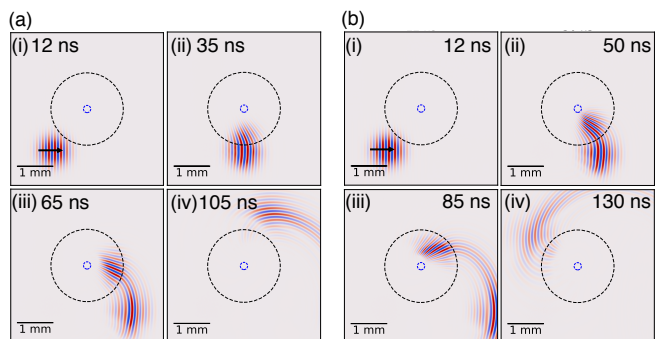 (a)
(i) 12 ns
(ii) 35 ns
1 mm
1 mm
(iii) 65 ns
(iv) 105 ns
1 mm
1 mm
(b)
(i) 12 ns
(ii) 50 ns
1 mm
1 mm
(iii) 85 ns
(iv) 130 ns
1 mm
1 mm